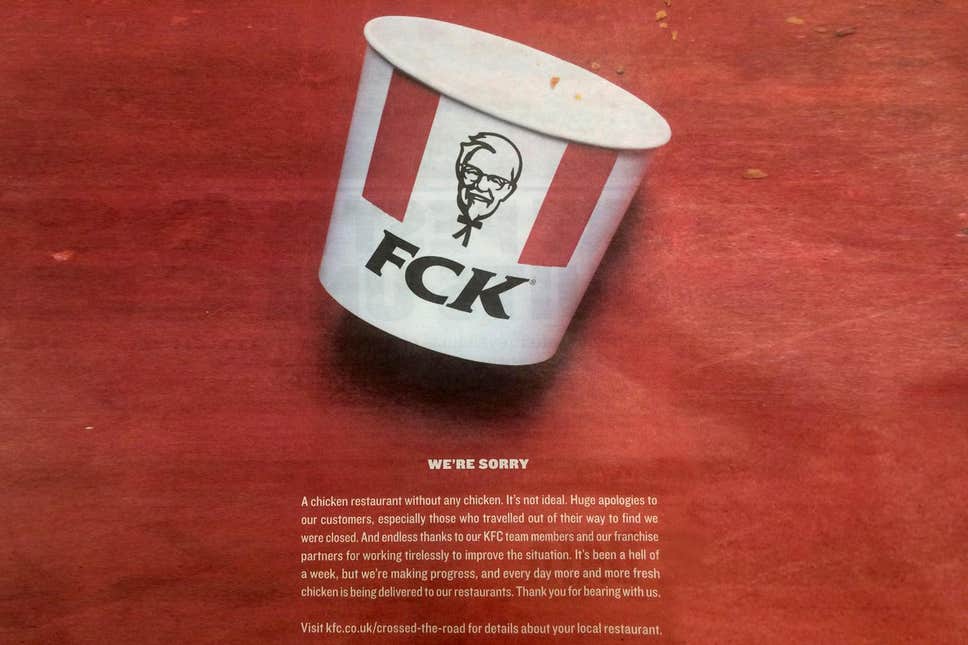 FCK
WE'RE SORRY
A chicken restaurant without any chicken. It's not ideal. Huge apologies to
our customers, especially those who travelled out of their way to find we
were closed. And endless thanks to our KFC team members and our franchise
partners for working tirelessly to improve the situation. It's been a hell of
a week, but we're making progress, and every day more and more fresh
chicken is being delivered to our restaurants. Thank you for bearing with us.
Visit kfc.co.uk/crossed-the-road for details about your local restaurant.